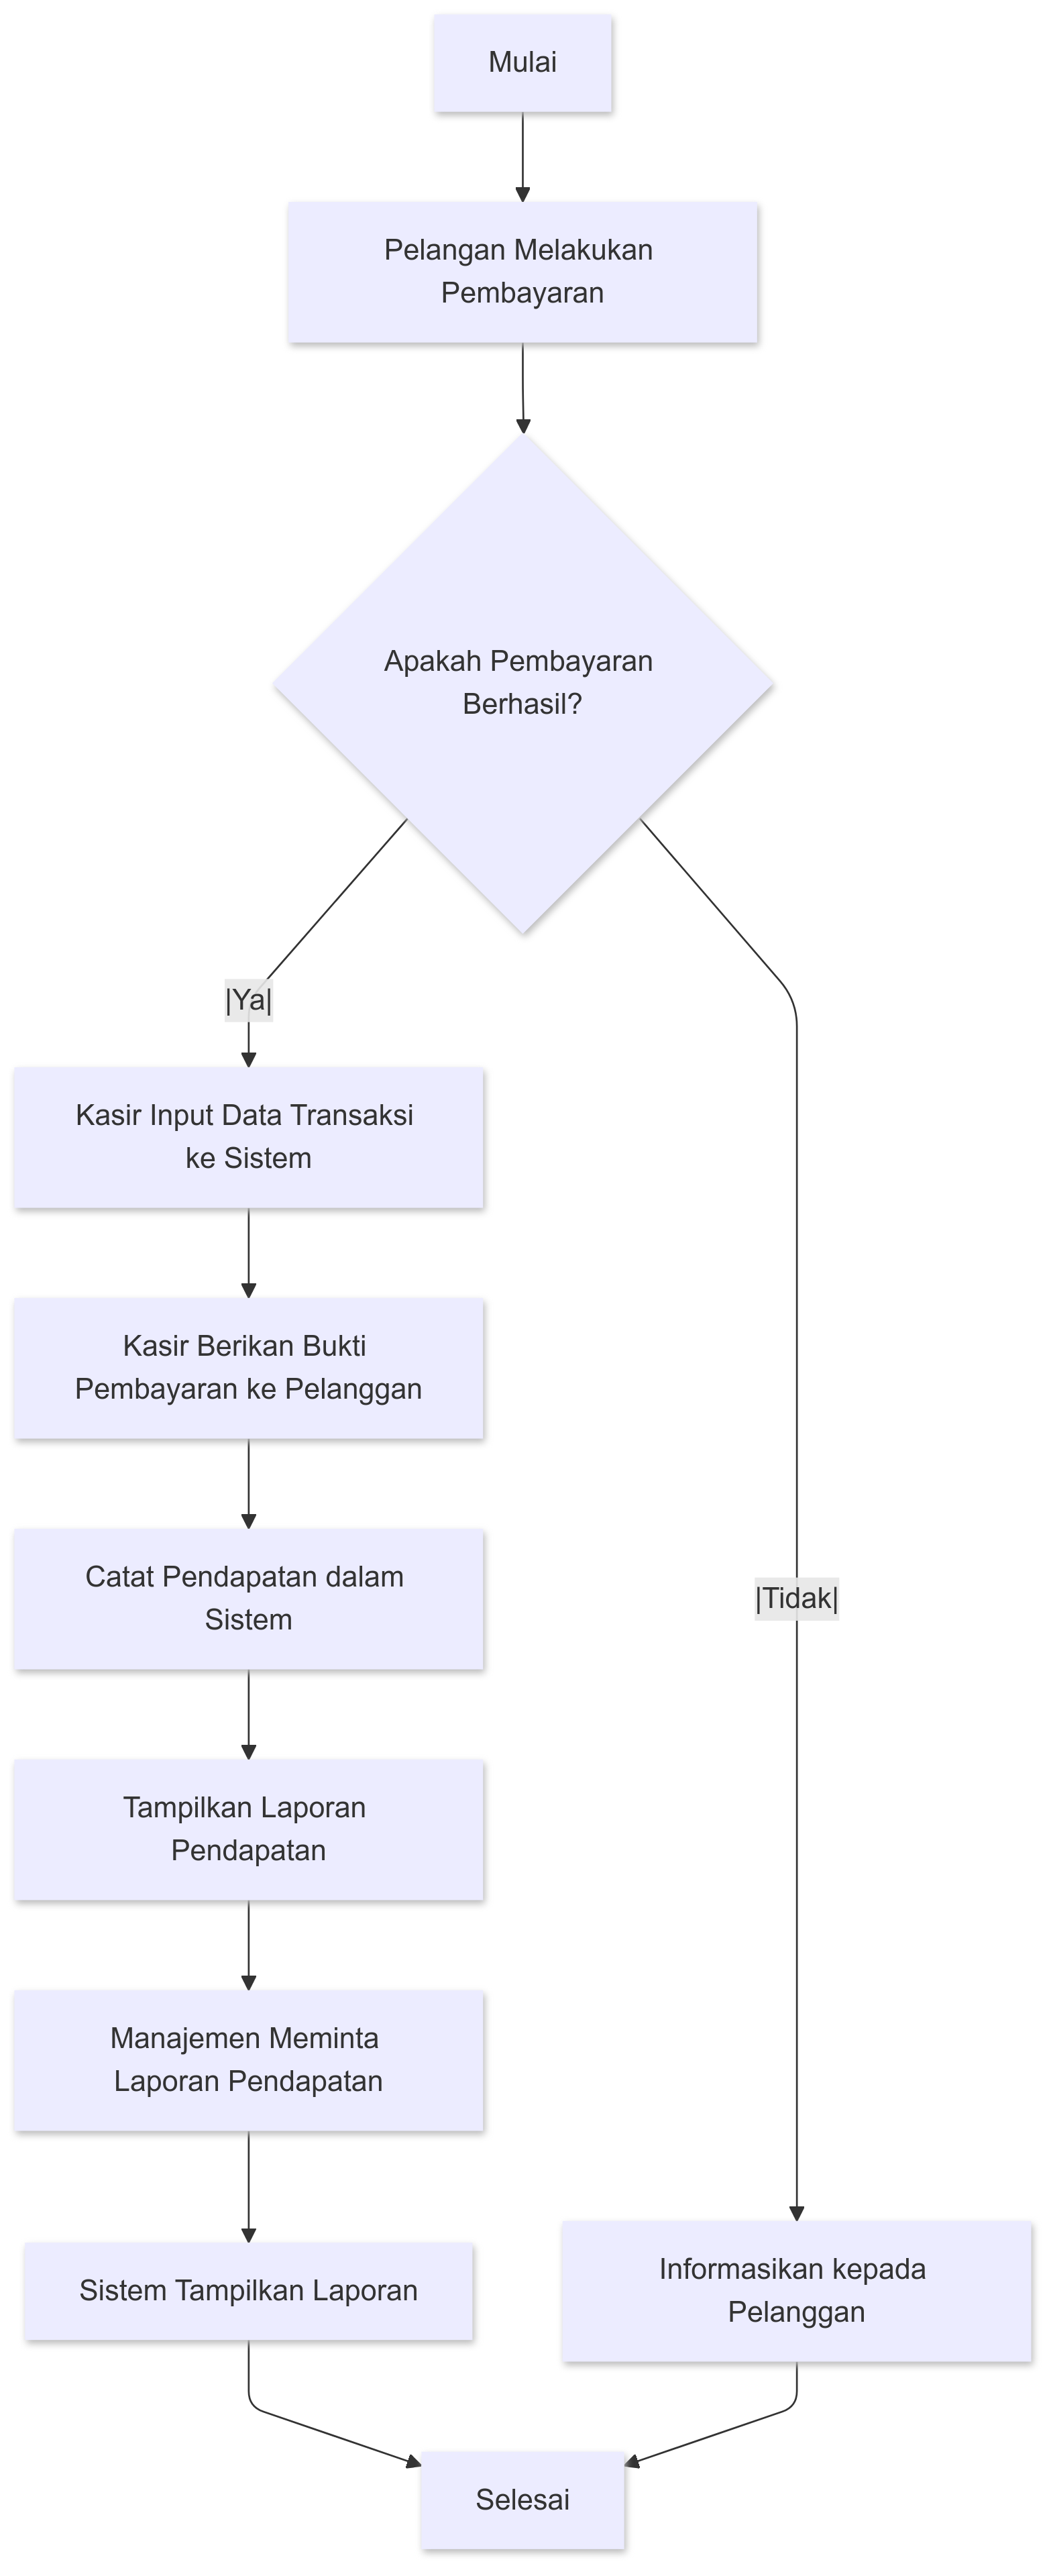 Mulai
Pelangan Melakukan
Pembayaran
Apakah Pembayaran
Berhasil?
|Ya|
Kasir Input Data Transaksi
ke Sistem
Kasir Berikan Bukti
Pembayaran ke Pelanggan
Catat Pendapatan dalam
Sistem
|Tidak|
Tampilkan Laporan
Pendapatan
Manajemen Meminta
Laporan Pendapatan
Sistem Tampilkan Laporan
Informasikan kepada
Pelanggan
Selesai